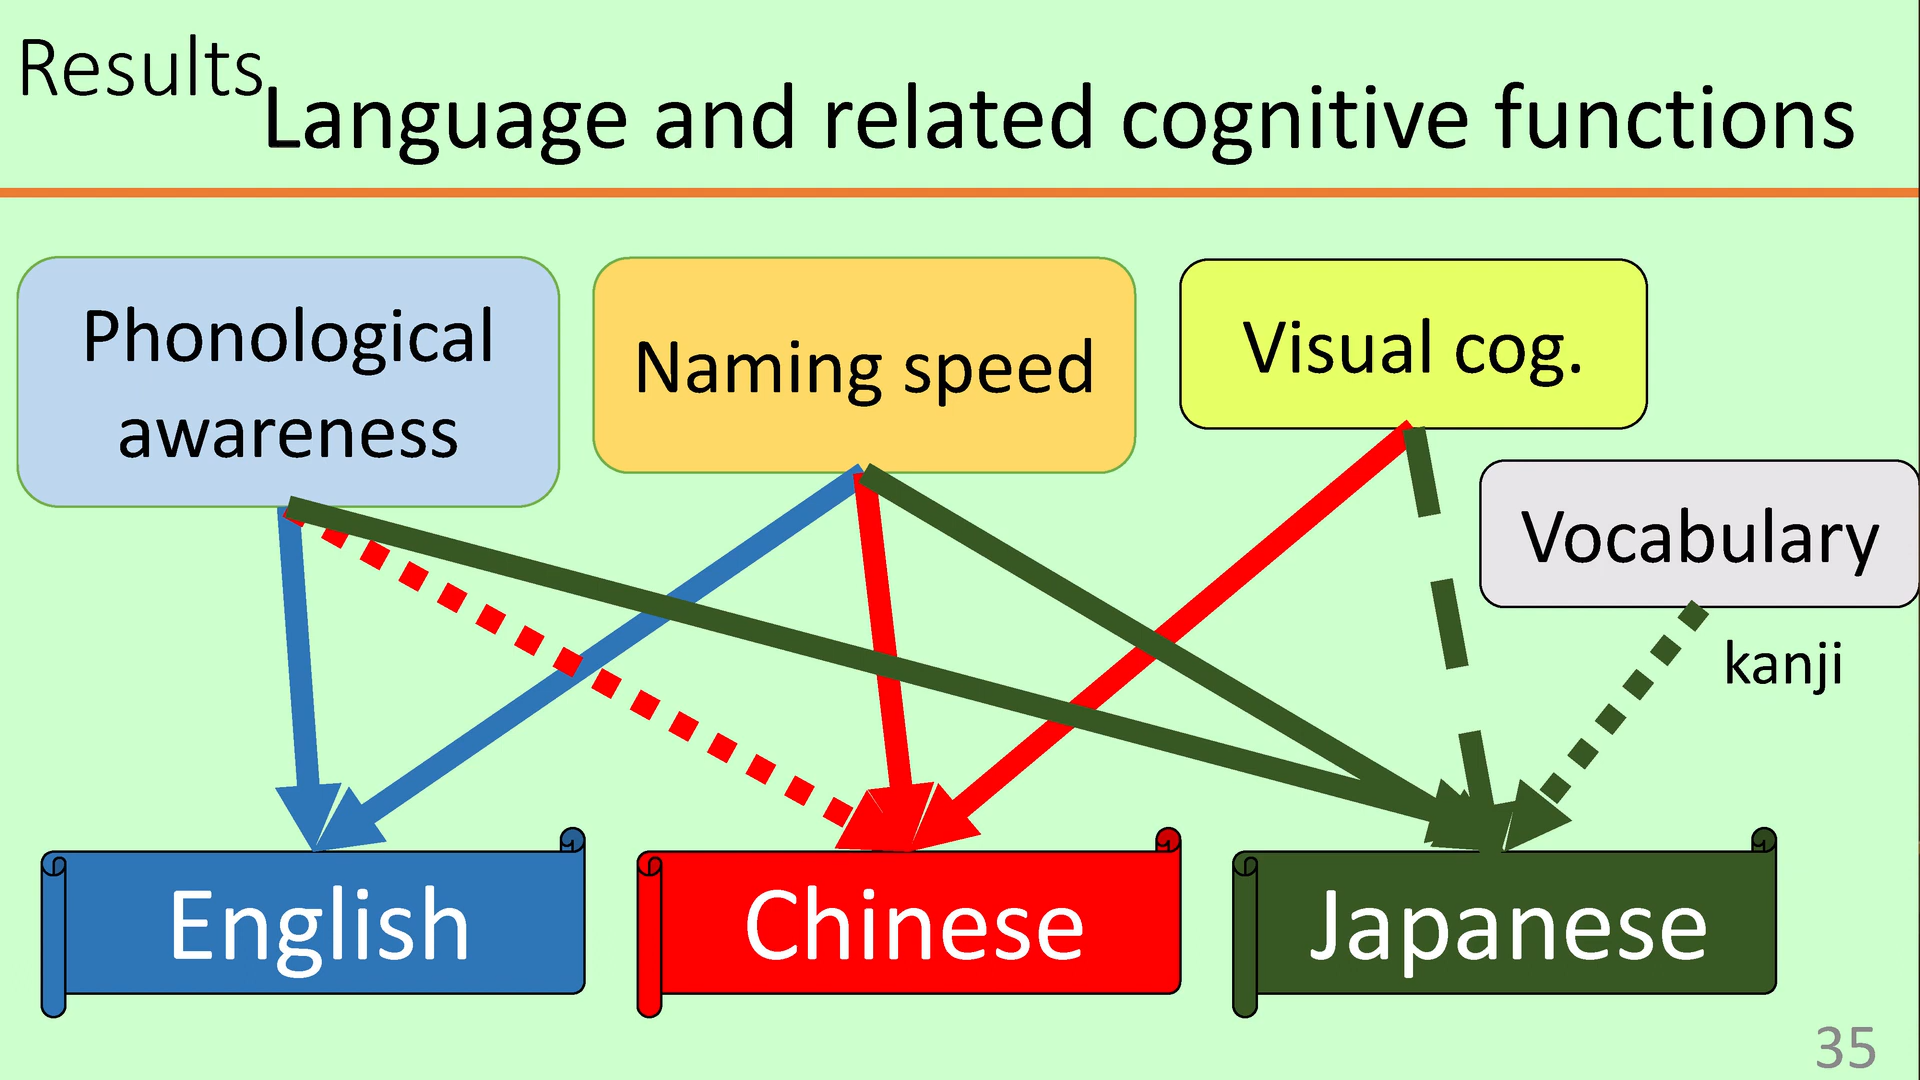 Results
Language and related cognitive functions
Phonological
awareness
Naming speed
Visual cog.
Vocabulary
kanji
English
Chinese
Japanese
35